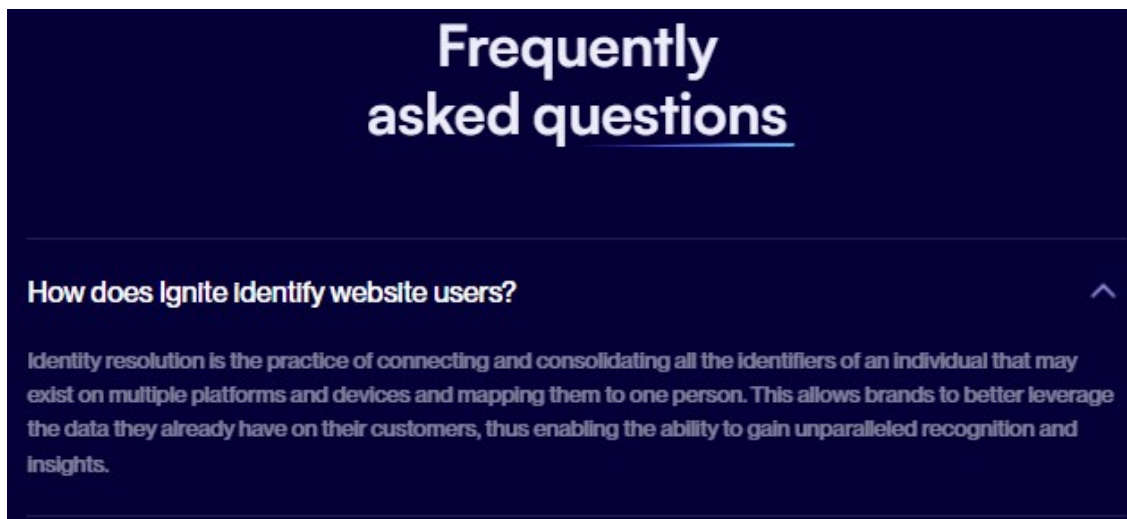 Frequently
asked questions
How does Ignite identify website users?
Identity resolution is the practice of connecting and consolidating all the identifiers of an individual that may
exist on multiple platforms and devices and mapping them to one person. This allows brands to better leverage
the data they already have on their customers, thus enabling the ability to gain unparalleled recognition and
insights.